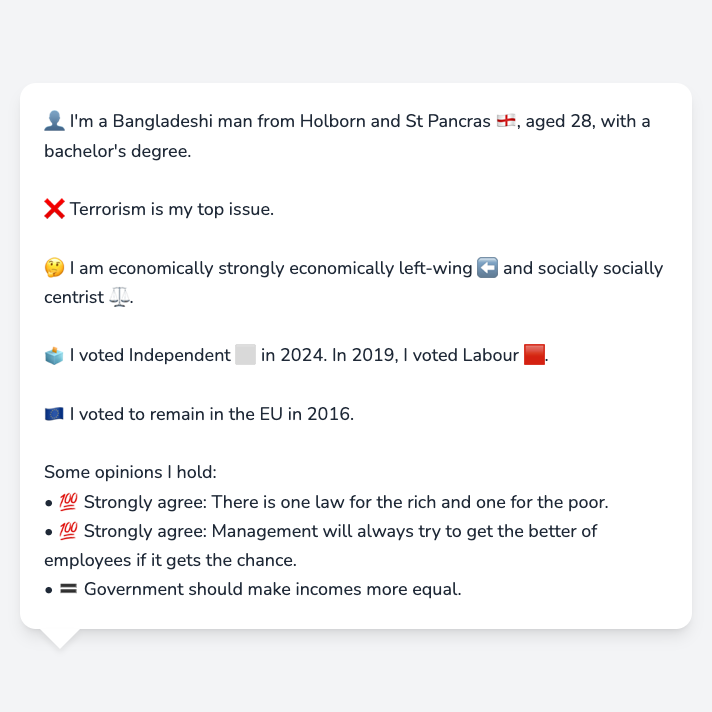 👤 I'm a Bangladeshi man from Holborn and St Pancras 🏴󠁧󠁢󠁥󠁮󠁧󠁿, aged 28, with a
bachelor's degree.
❌ Terrorism is my top issue.
🤔 I am economically strongly economically left-wing ⬅️ and socially socially
centrist ⚖️.
🗳️ I voted Independent ⬜ in 2024. In 2019, I voted Labour 🟥.
🇪🇺 I voted to remain in the EU in 2016.
Some opinions I hold:
• 💯 Strongly agree: There is one law for the rich and one for the poor.
• 💯 Strongly agree: Management will always try to get the better of
employees if it gets the chance.
• 🟰 Government should make incomes more equal.